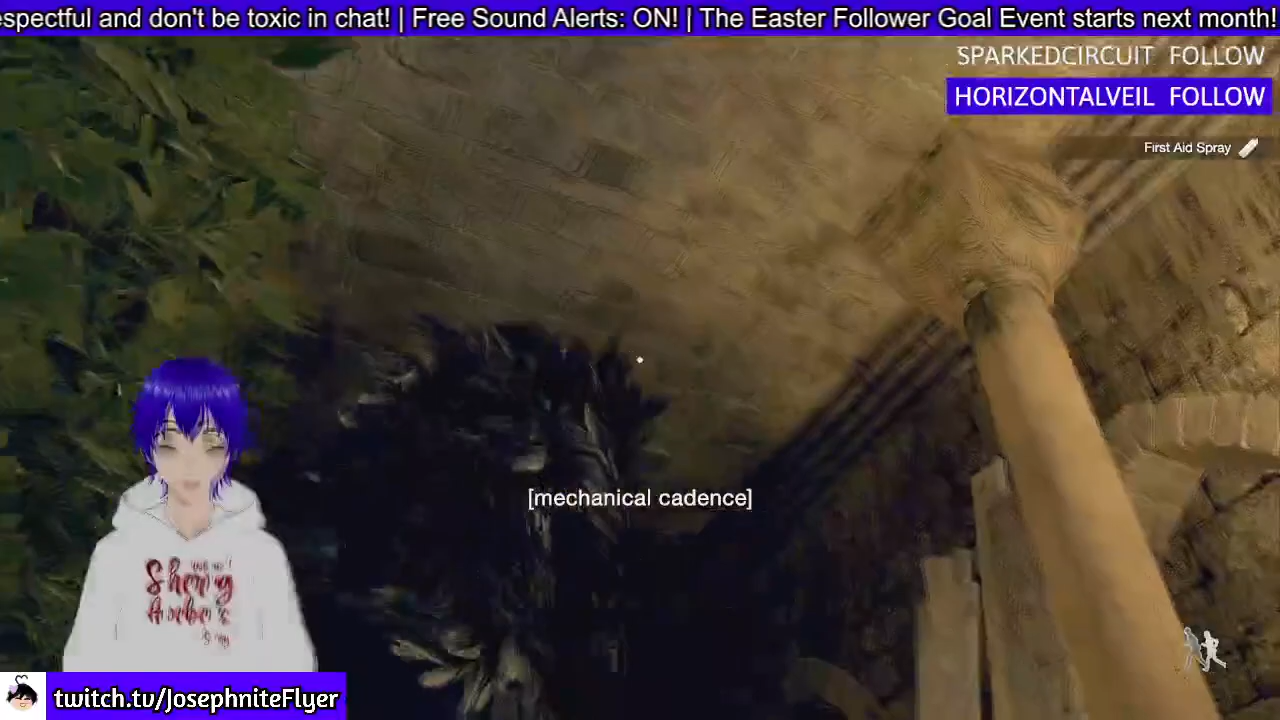 espectful and don't be toxic in chat! | Free Sound Alerts: ON! | The Easter Follower Goal Event starts next month!
SPARKEDCIRCUIT FOLLOW
HORIZONTALVEIL FOLLOW
First Aid Spray
[mechanical cadence]
twitch.tv/JosephniteFlyer